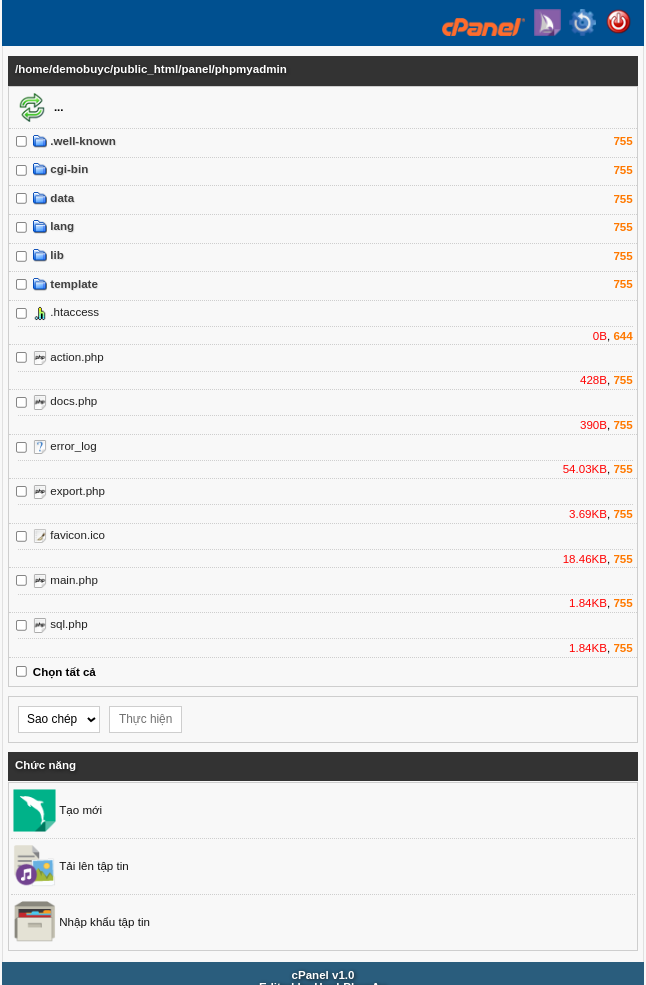 cPanel
/home/demobuyc/public_html/panel/phpmyadmin
...
.well-known 755
cgi-bin 755
data 755
lang 755
lib 755
template 755
.htaccess
0B, 644
action.php
428B, 755
docs.php
390B, 755
error_log
54.03KB, 755
export.php
3.69KB, 755
favicon.ico
18.46KB, 755
main.php
1.84KB, 755
sql.php
1.84KB, 755
Chọn tất cả
Sao chép Thực hiện
Chức năng
Tạo mới
Tải lên tập tin
Nhập khẩu tập tin
cPanel v1.0